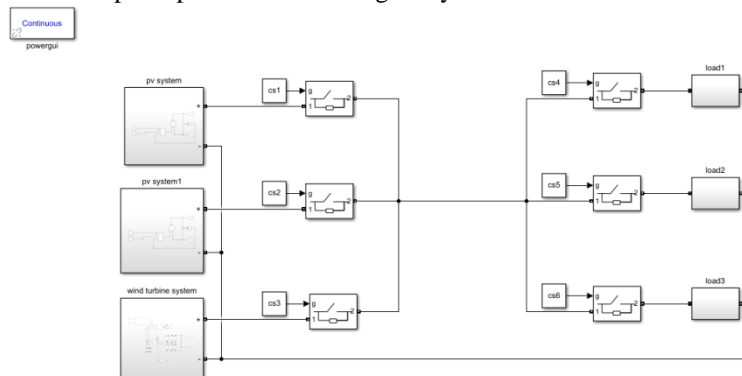 Continuous
powergui
pv system
+
-
cs1
g
1
2
pv system1
+
-
cs2
g
1
2
wind turbine system
+
-
cs3
g
1
2
cs4
g
1
2
load1
cs5
g
1
2
load2
cs6
g
1
2
load3